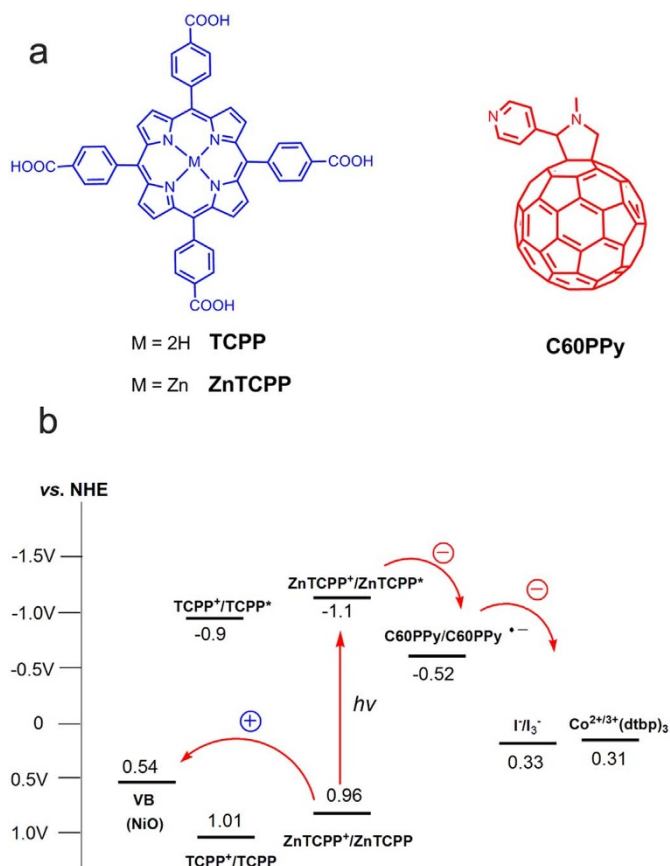 a
COOH
HOOC
COOH
N
N
M
N
N
COOH
N
N
M = 2H TCPP
M = Zn ZnTCPP
C60PPy
b
vs. NHE
-1.5V
-1.0V
-0.5V
0
0.5V
1.0V
ZnTCPP⁺/ZnTCPP*
-1.1
TCPP⁺/TCPP*
-0.9
C60PPy/C60PPy •−
-0.52
hν
I⁻/I₃⁻
0.33
Co²⁺/³⁺(dtbp)₃
0.31
0.54
VB
(NiO)
1.01
TCPP⁺/TCPP
0.96
ZnTCPP⁺/ZnTCPP
+
−
−